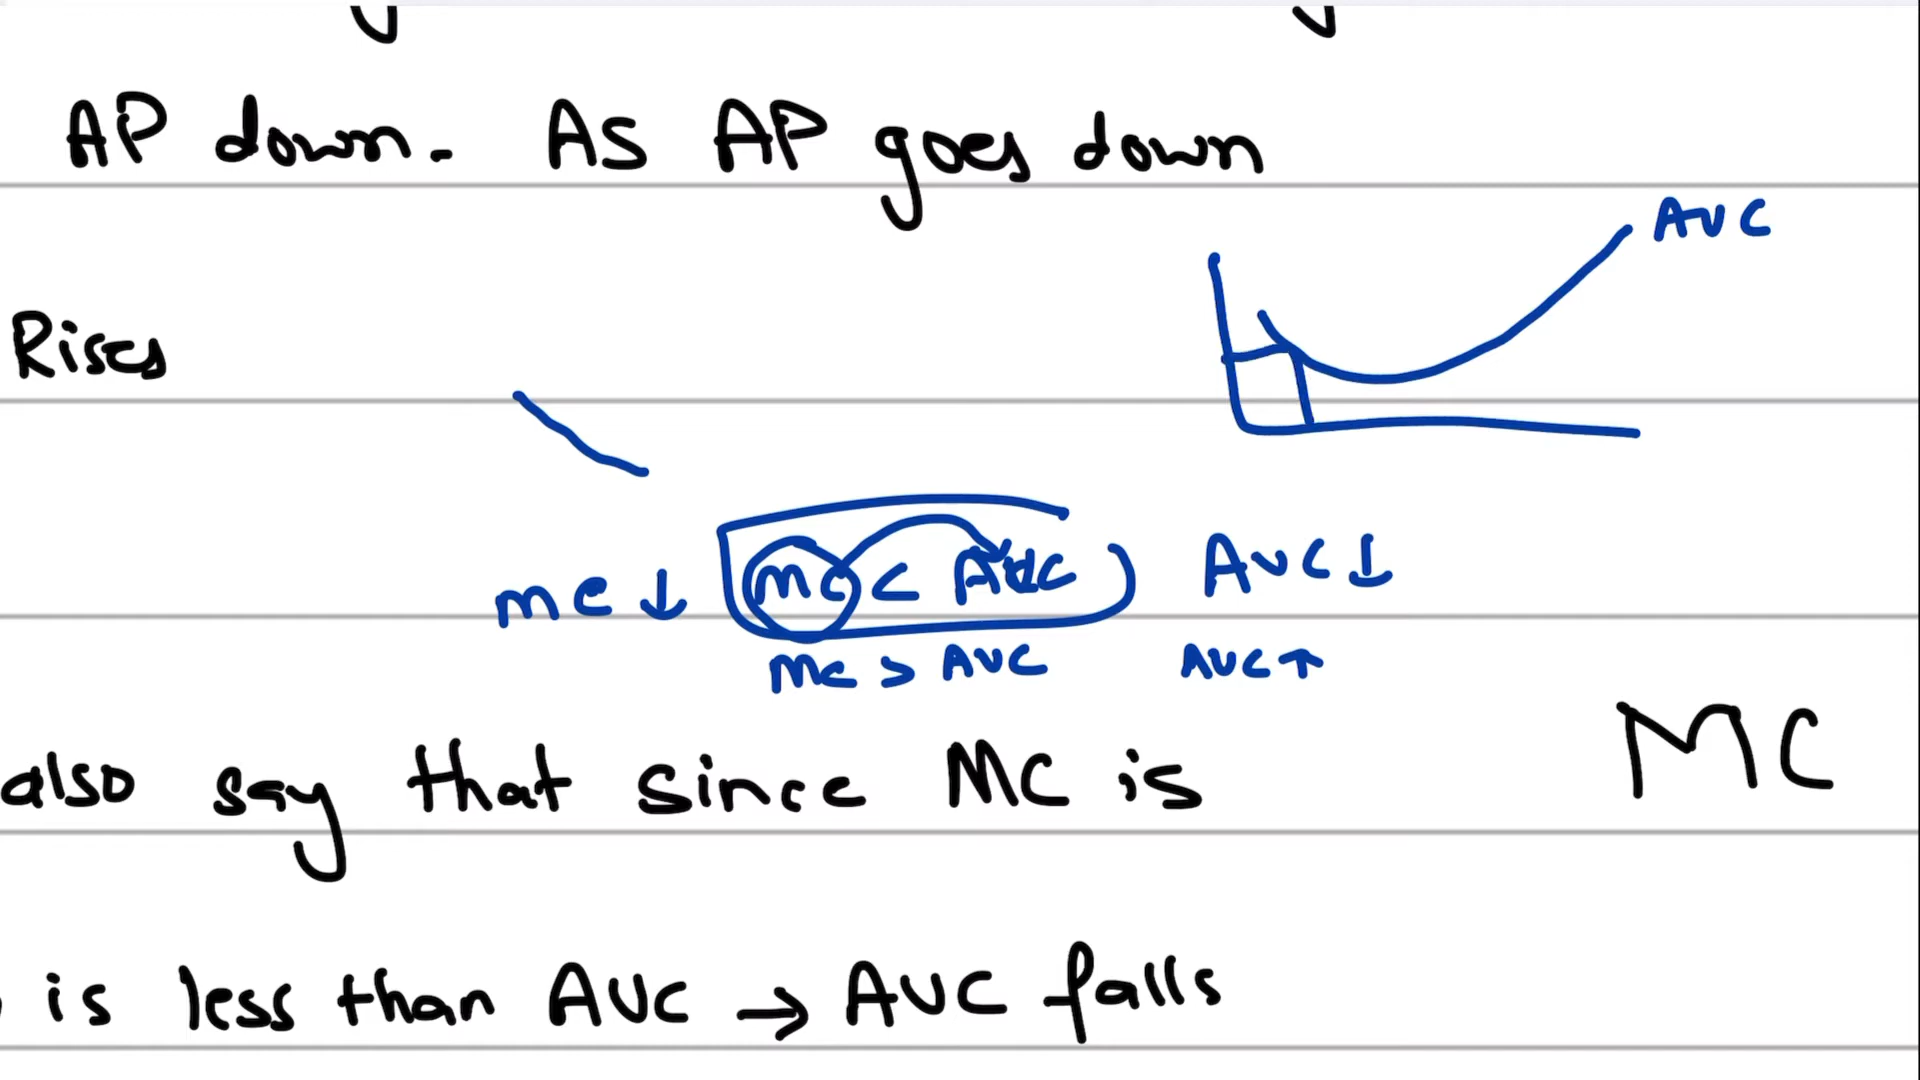 AP down. As AP goes down
AVC
Rises
MC ↓ MC < AVC AVC ↓
MC > AVC AVC ↑
MC
also say that since MC is
is less than AVC → AVC falls